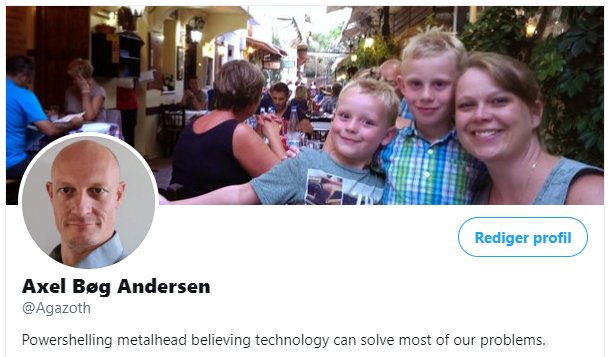 Rediger profil
Axel Bøg Andersen
@Agazoth
Powershelling metalhead believing technology can solve most of our problems.